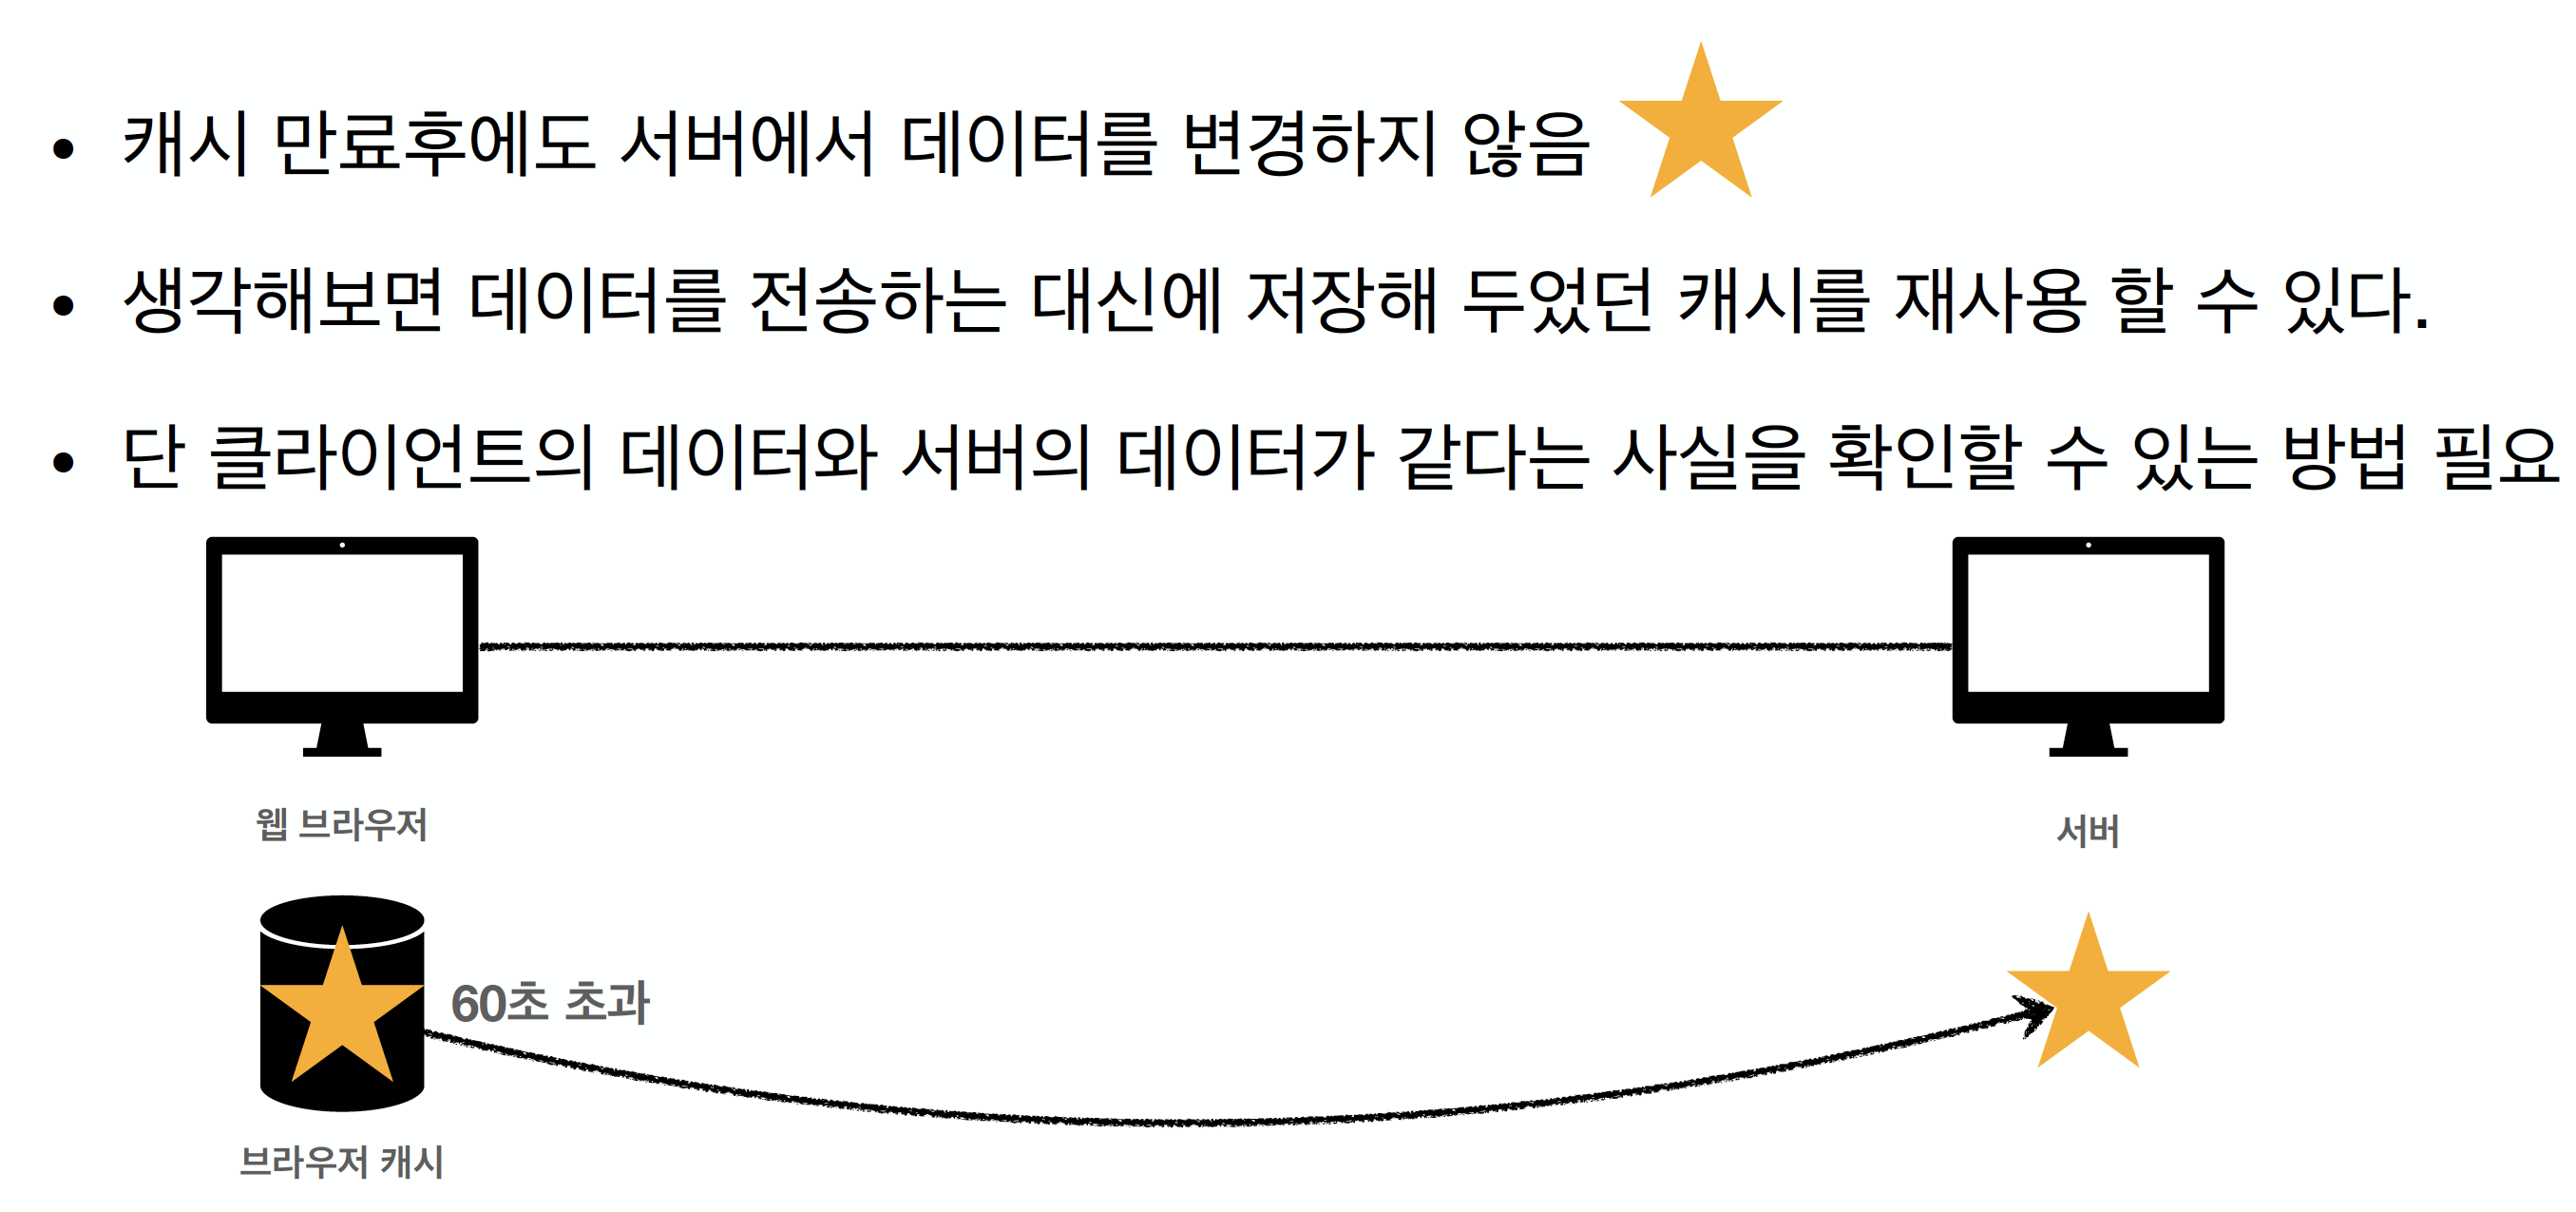 • 캐시 만료후에도 서버에서 데이터를 변경하지 않음
• 생각해보면 데이터를 전송하는 대신에 저장해 두었던 캐시를 재사용 할 수 있다.
• 단 클라이언트의 데이터와 서버의 데이터가 같다는 사실을 확인할 수 있는 방법 필요
웹 브라우저
서버
60초 초과
브라우저 캐시